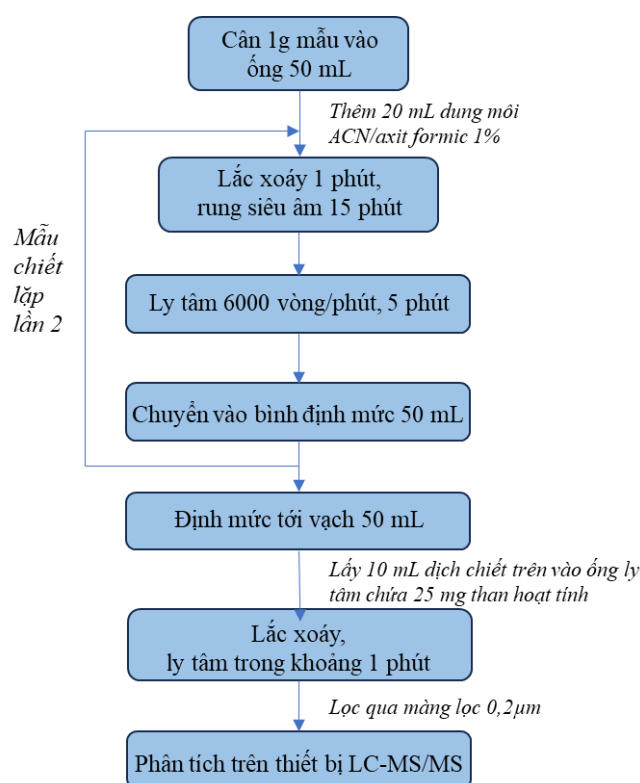 Cân 1g mẫu vào
ống 50 mL
Thêm 20 mL dung môi
ACN/axit formic 1%
Lắc xoáy 1 phút,
rung siêu âm 15 phút
Mẫu
chiết
lặp
lần 2
Ly tâm 6000 vòng/phút, 5 phút
Chuyển vào bình định mức 50 mL
Định mức tới vạch 50 mL
Lấy 10 mL dịch chiết trên vào ống ly
tâm chứa 25 mg than hoạt tính
Lắc xoáy,
ly tâm trong khoảng 1 phút
Lọc qua màng lọc 0,2µm
Phân tích trên thiết bị LC-MS/MS